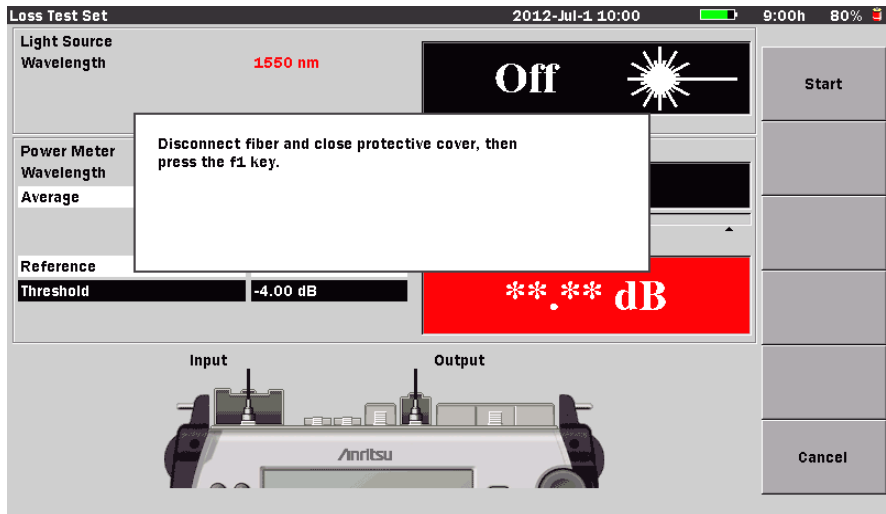 Loss Test Set 2012-Jul-1 10:00 9:00h 80%
Light Source
Wavelength 1550 nm
Off
Start
Disconnect fiber and close protective cover, then
press the f1 key.
Power Meter
Wavelength
Average
Reference
Threshold -4.00 dB
**.** dB
Input Output
Anritsu
Cancel